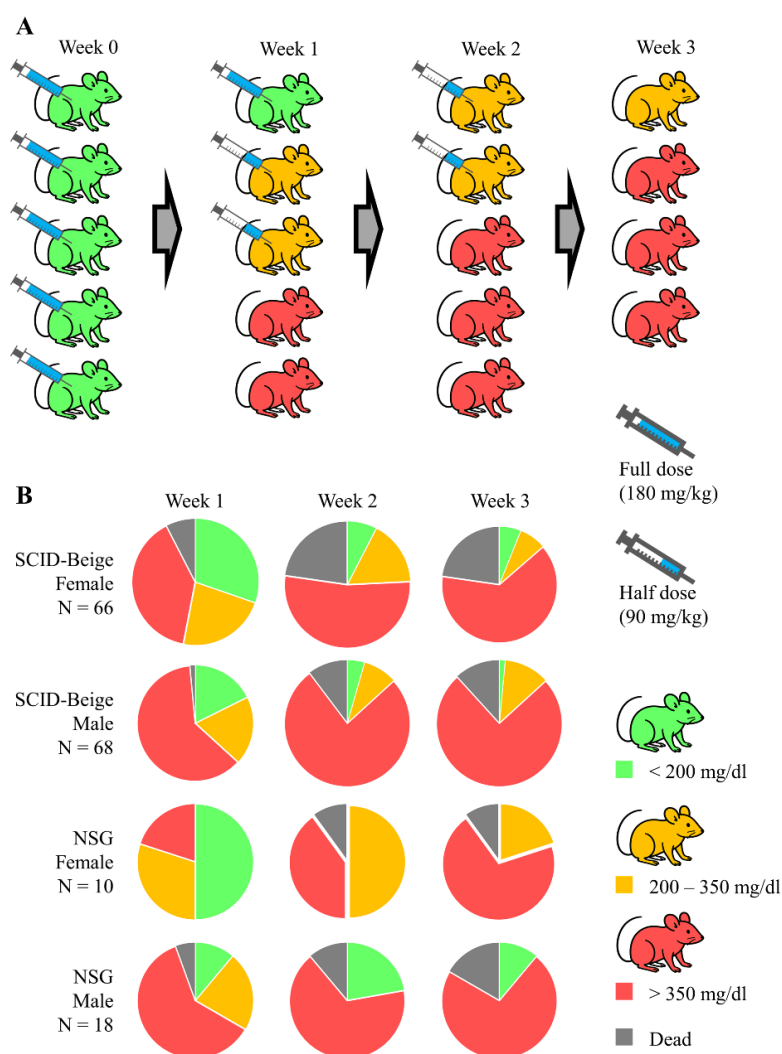 A
Week 0
Week 1
Week 2
Week 3
Full dose
(180 mg/kg)
Half dose
(90 mg/kg)
B
Week 1
Week 2
Week 3
SCID-Beige
Female
N = 66
SCID-Beige
Male
N = 68
NSG
Female
N = 10
NSG
Male
N = 18
< 200 mg/dl
200 – 350 mg/dl
> 350 mg/dl
Dead